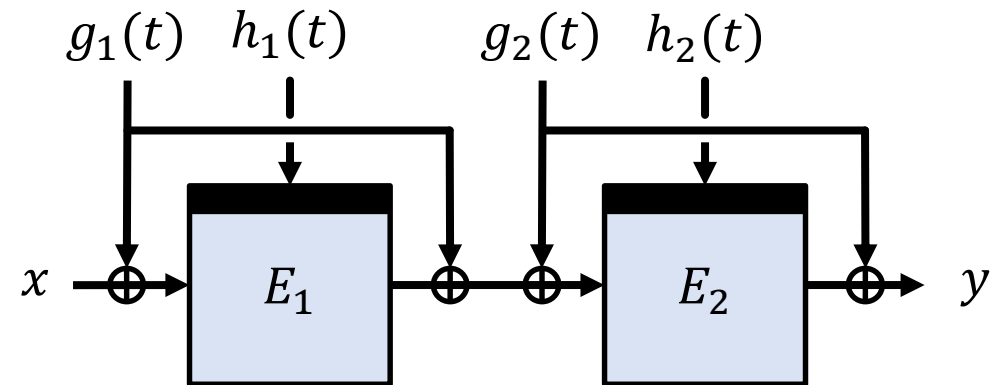 g₁(t) h₁(t) g₂(t) h₂(t)
x E₁ E₂ y